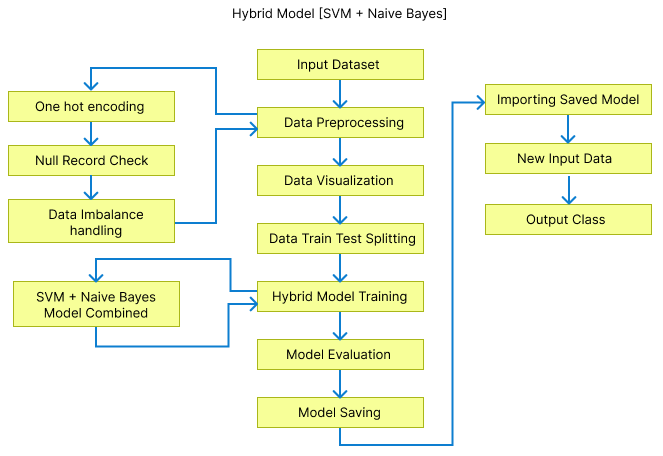 Hybrid Model [SVM + Naive Bayes]
Input Dataset
Data Preprocessing
One hot encoding
Null Record Check
Data Imbalance
handling
Data Visualization
Data Train Test Splitting
Hybrid Model Training
SVM + Naive Bayes
Model Combined
Model Evaluation
Model Saving
Importing Saved Model
New Input Data
Output Class